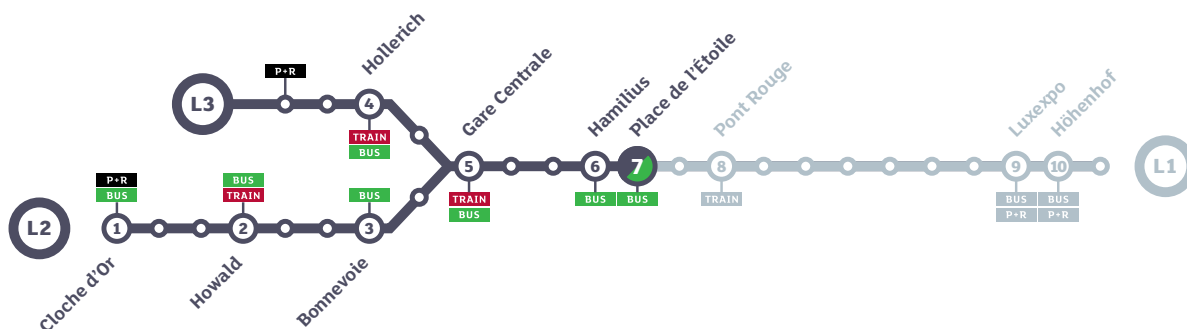 Hollerich
Gare Centrale
Hamilius
Place de l'Étoile
Pont Rouge
Luxexpo
Höhenhof
P+R
L3
4
TRAIN
BUS
5
6
7
8
9
10
L1
TRAIN
BUS
BUS
BUS
TRAIN
BUS
P+R
BUS
P+R
P+R
BUS
BUS
TRAIN
BUS
L2
1
2
3
Cloche d'Or
Howald
Bonnevoie